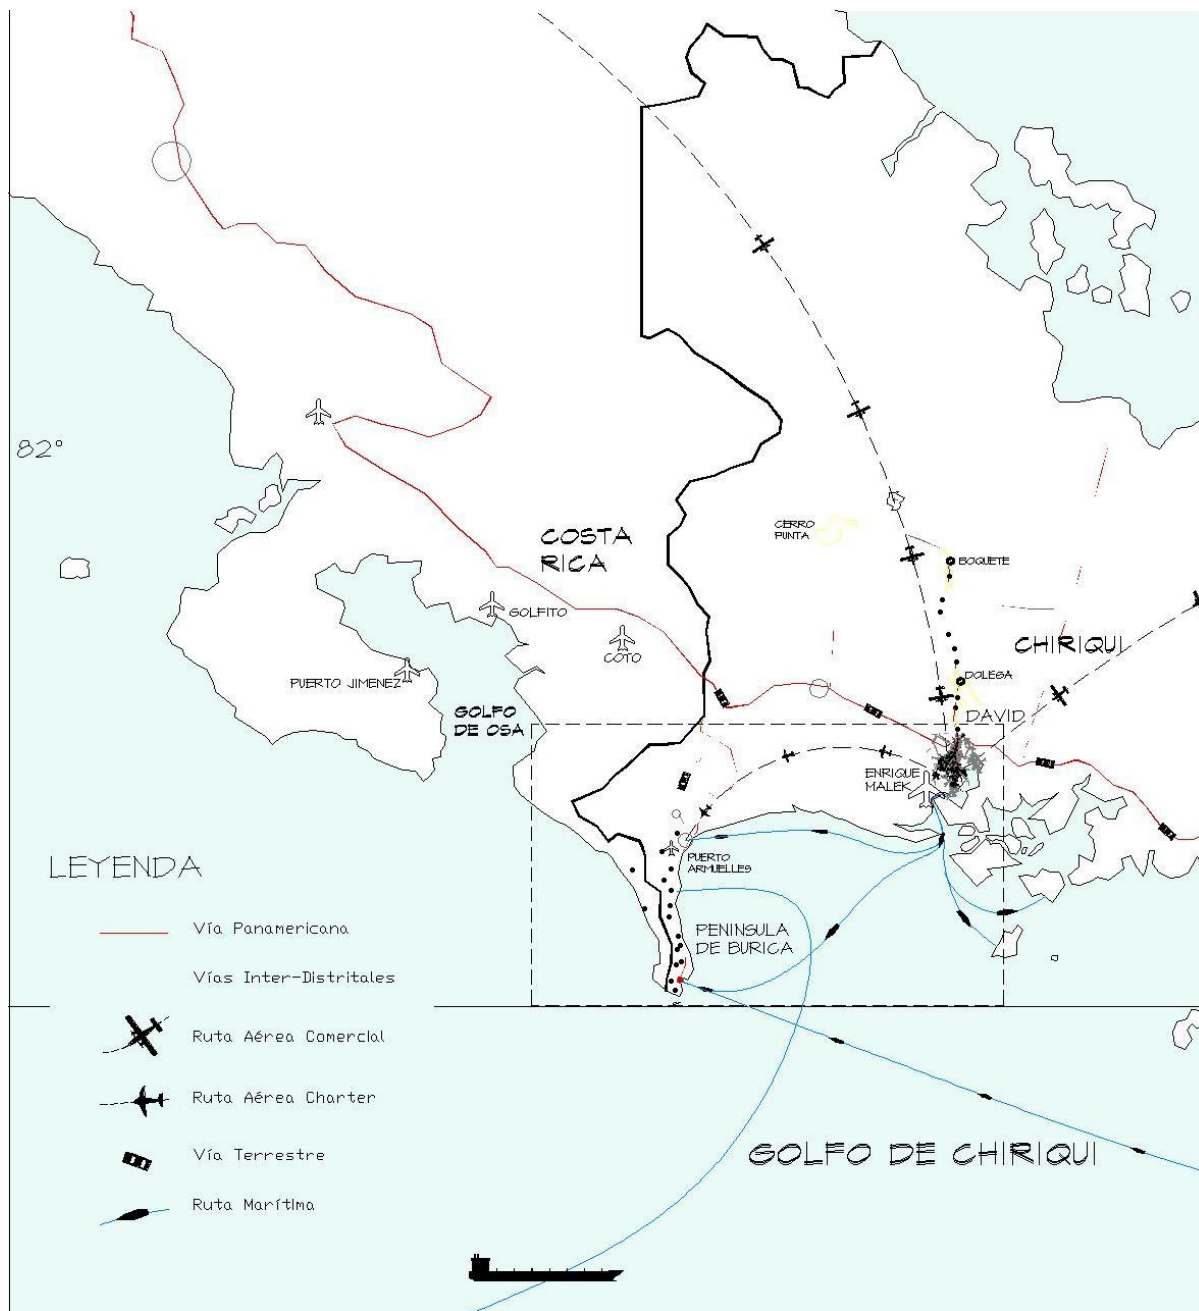 82°
COSTA
RICA
CERRO
PUNTA
BOQUETE
GOLFITO
COTO
CHIRIQUI
PUERTO JIMENEZ
DOLEGA
GOLFO
DE OSA
DAVID
ENRIQUE
MALEK
PUERTO
ARMUELLES
PENINSULA
DE BURICA
LEYENDA
Vía Panamericana
Vías Inter-Distritales
Ruta Aérea Comercial
Ruta Aérea Charter
Vía Terrestre
Ruta Marítima
GOLFO DE CHIRIQUI